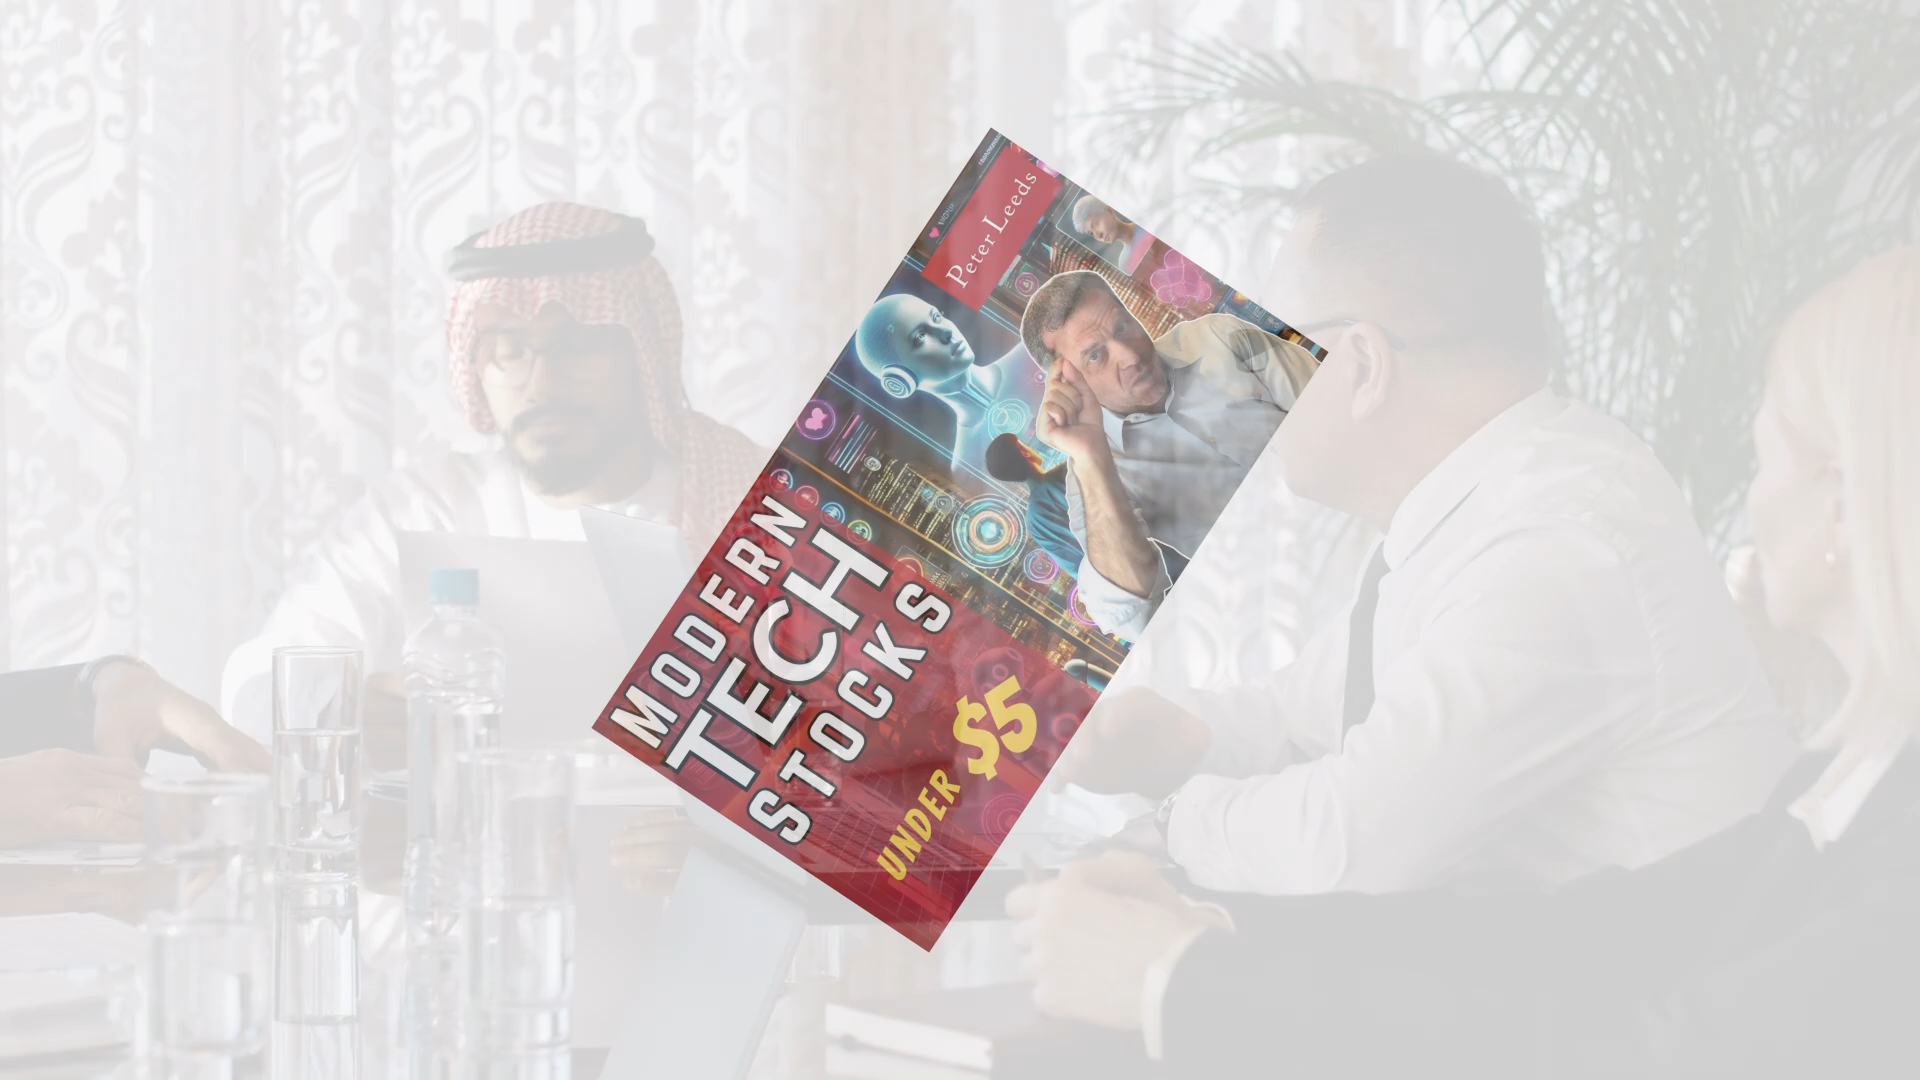 Peter Leeds
MODERN
TECH
STOCKS
UNDER $5